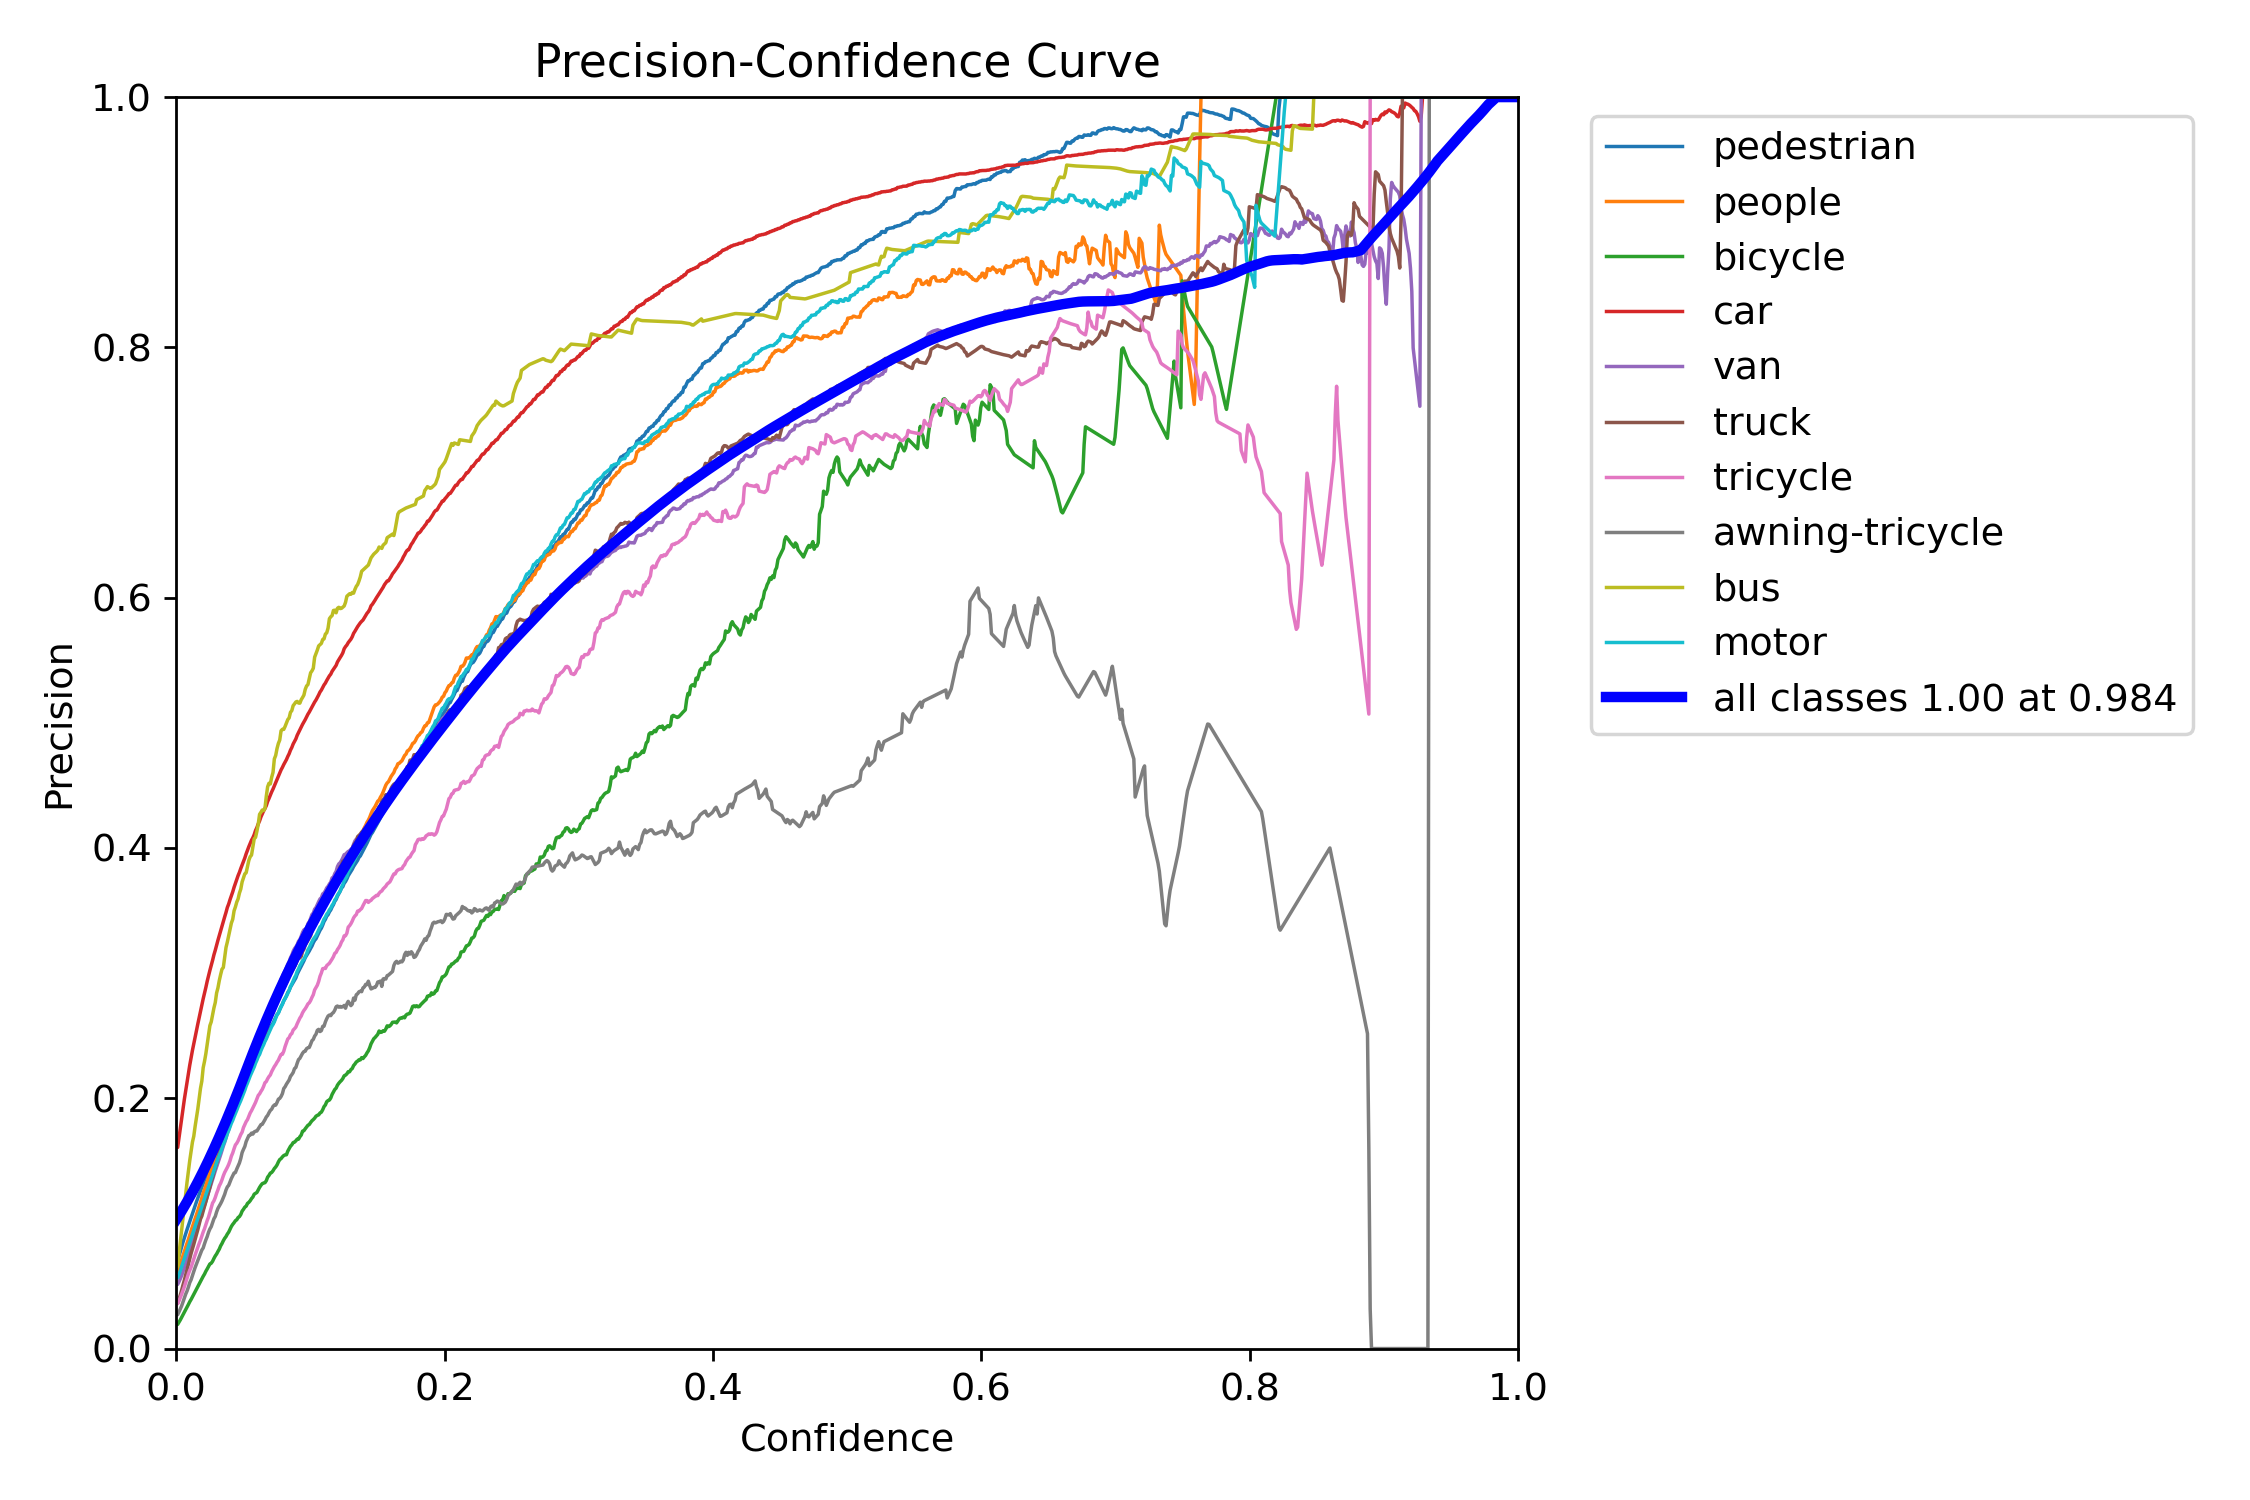 Precision-Confidence Curve
1.0
0.8
0.6
0.4
0.2
0.0
Precision
0.0 0.2 0.4 0.6 0.8 1.0
Confidence
pedestrian
people
bicycle
car
van
truck
tricycle
awning-tricycle
bus
motor
all classes 1.00 at 0.984